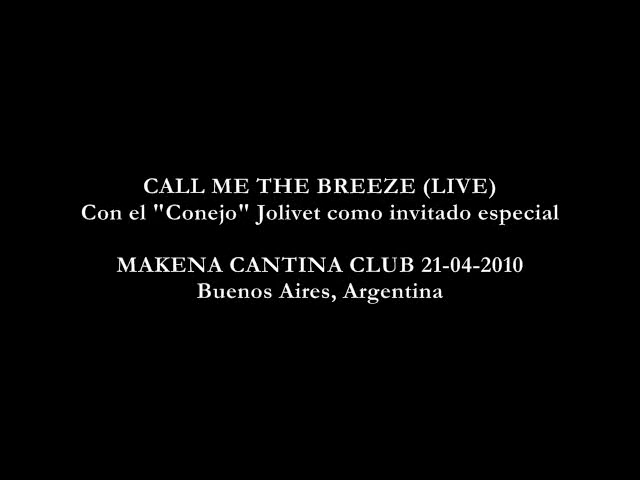 CALL ME THE BREEZE (LIVE)
Con el "Conejo" Jolivet como invitado especial
MAKENA CANTINA CLUB 21-04-2010
Buenos Aires, Argentina